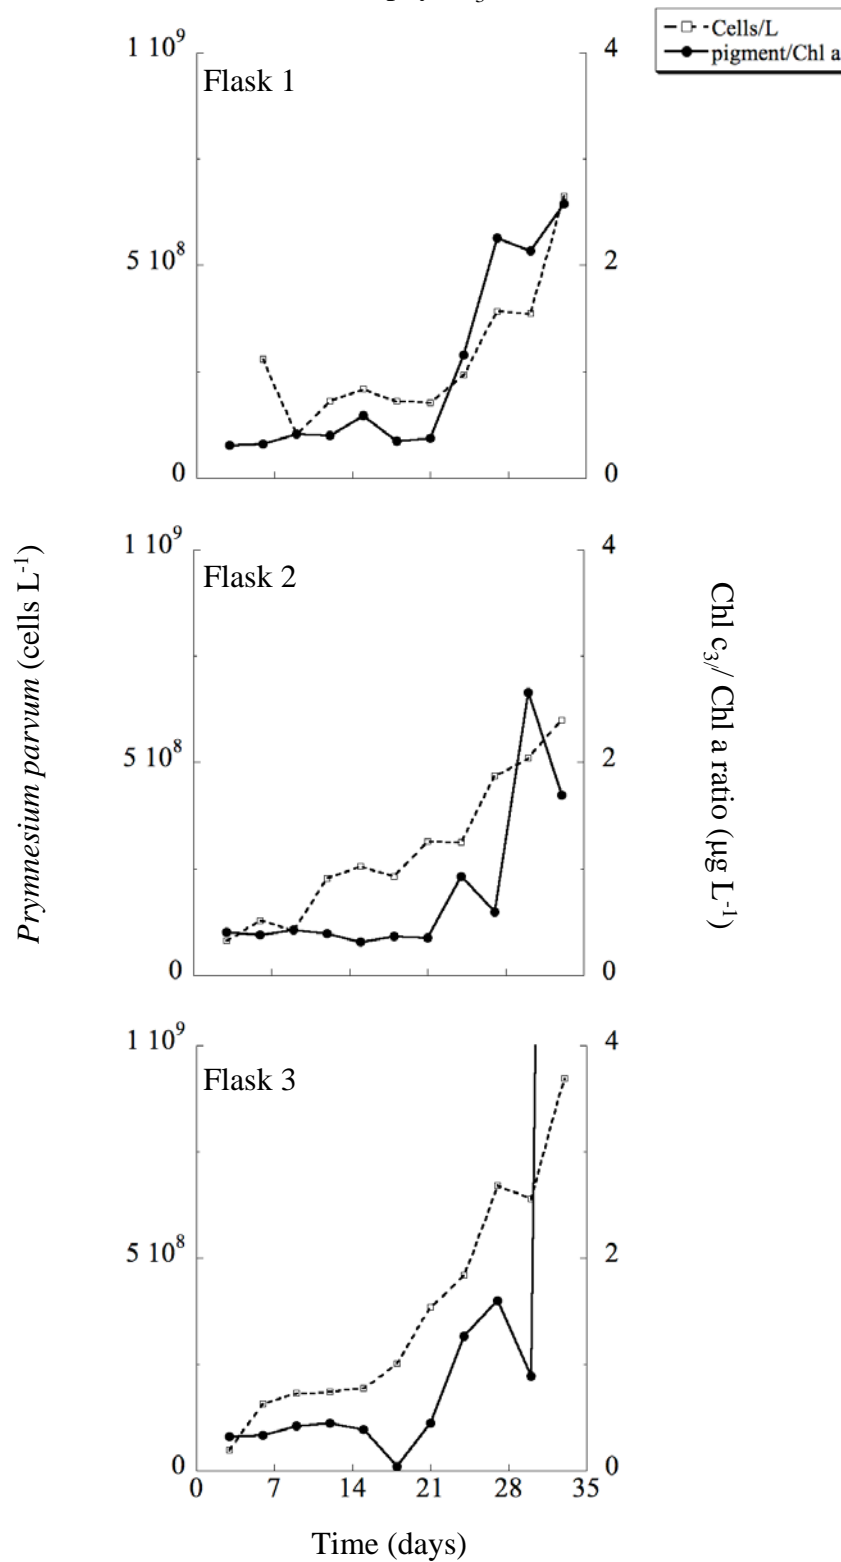 Cells/L
pigment/Chl a
1 10⁹
4
Flask 1
5 10⁸
2
0
0
1 10⁹
4
Flask 2
5 10⁸
2
0
0
Prymnesium parvum (cells L⁻¹)
Chl c₃/ Chl a ratio (µg L⁻¹)
1 10⁹
4
Flask 3
5 10⁸
2
0
0
0 7 14 21 28 35
Time (days)